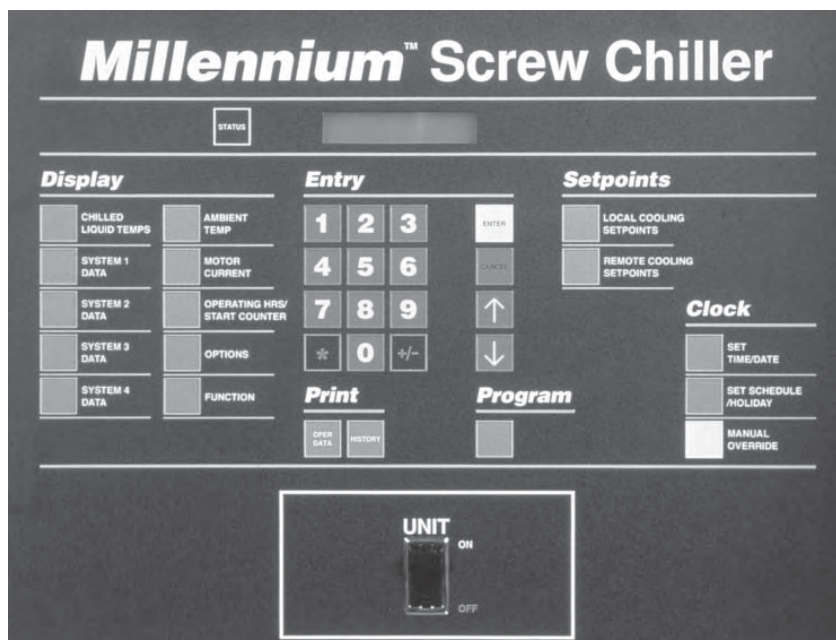 Millennium™ Screw Chiller
STATUS
Display
CHILLED
LIQUID TEMPS
AMBIENT
TEMP
SYSTEM 1
DATA
MOTOR
CURRENT
SYSTEM 2
DATA
OPERATING HRS/
START COUNTER
SYSTEM 3
DATA
OPTIONS
SYSTEM 4
DATA
FUNCTION
Entry
1 2 3
ENTER
4 5 6
CANCEL
7 8 9
↑
* 0 +/-
↓
Print
OPER
DATA
HISTORY
Program
Setpoints
LOCAL COOLING
SETPOINTS
REMOTE COOLING
SETPOINTS
Clock
SET
TIME/DATE
SET SCHEDULE
/HOLIDAY
MANUAL
OVERRIDE
UNIT
ON
OFF